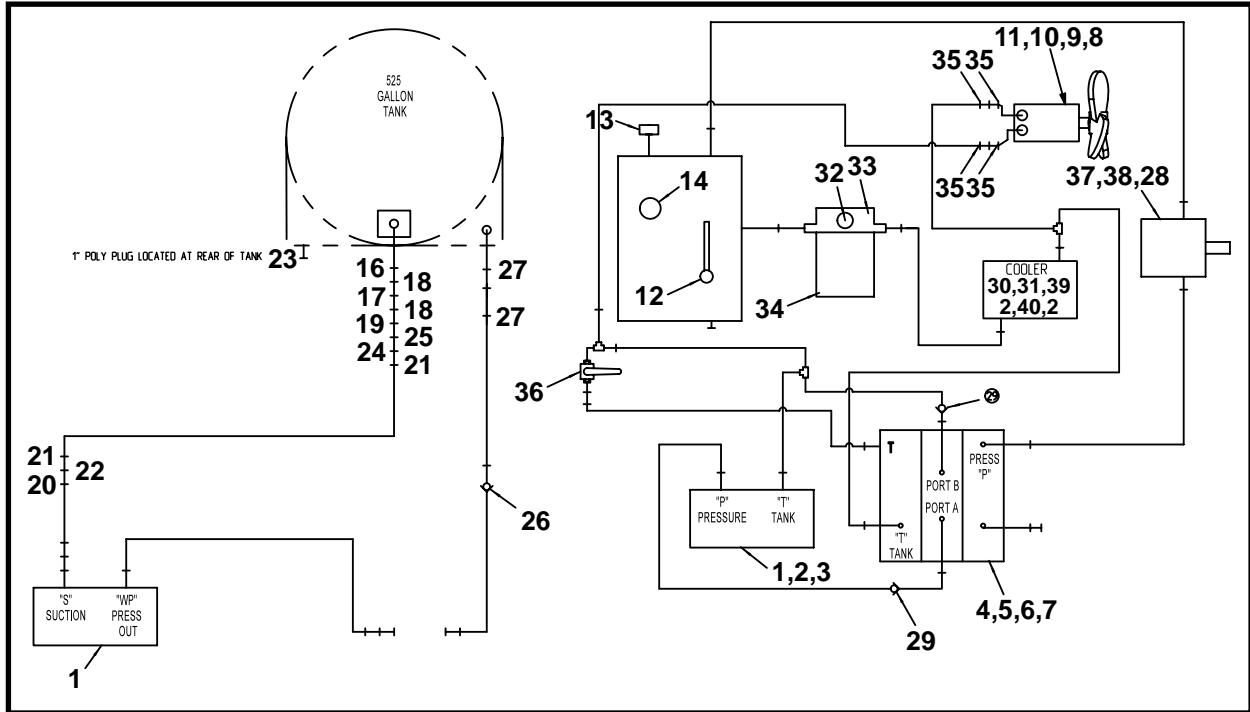 525
GALLON
TANK
1" POLY PLUG LOCATED AT REAR OF TANK
23
16
18
17
18
19
25
24
21
27
27
21
22
20
26
"S"
SUCTION
"WP"
PRESS
OUT
1
13
14
12
32
33
34
35 35
11,10,9,8
35 35
37,38,28
COOLER
30,31,39
2,40,2
36
29
T
PORT B
PORT A
PRESS
"P"
"T"
TANK
"P"
PRESSURE
"T"
TANK
1,2,3
4,5,6,7
29